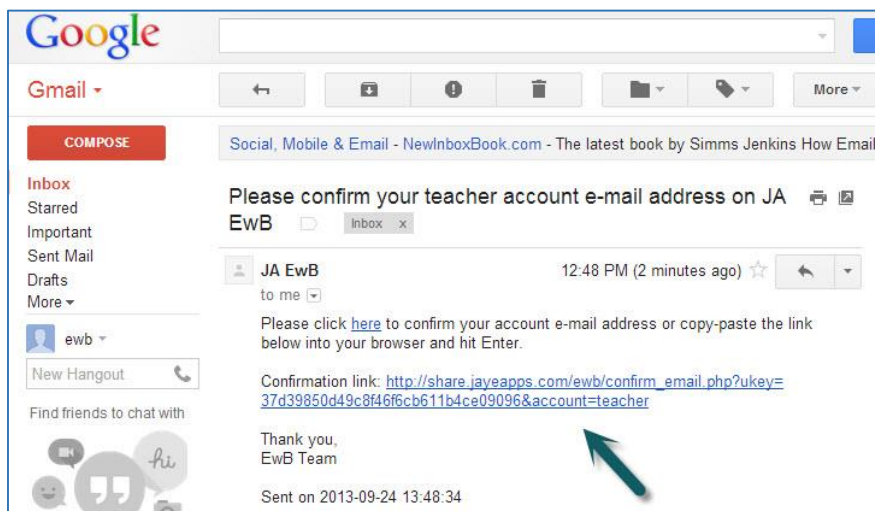 Google
Gmail
More
COMPOSE
Social, Mobile & Email - NewInboxBook.com - The latest book by Simms Jenkins How Email
Inbox
Starred
Important
Sent Mail
Drafts
More
Please confirm your teacher account e-mail address on JA
EwB Inbox x
JA EwB 12:48 PM (2 minutes ago)
to me
Please click here to confirm your account e-mail address or copy-paste the link
below into your browser and hit Enter.
Confirmation link: http://share.jayeapps.com/ewb/confirm_email.php?ukey=
37d39850d49c8f46f6cb611b4ce09096&account=teacher
Thank you,
EwB Team
Sent on 2013-09-24 13:48:34
ewb
New Hangout
Find friends to chat with
hi